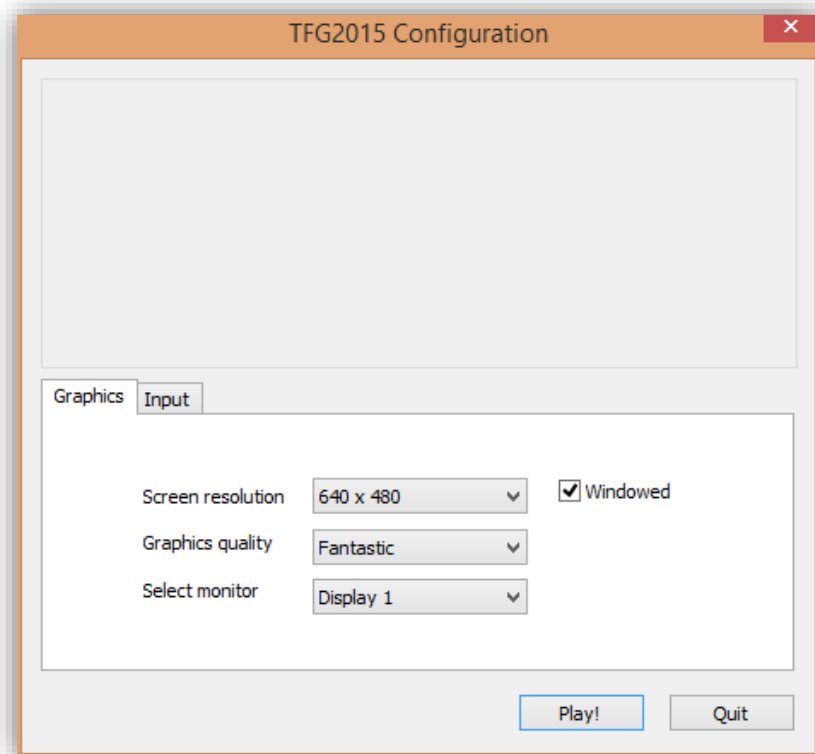 TFG2015 Configuration
Graphics Input
Screen resolution 640 x 480 Windowed
Graphics quality Fantastic
Select monitor Display 1
Play! Quit